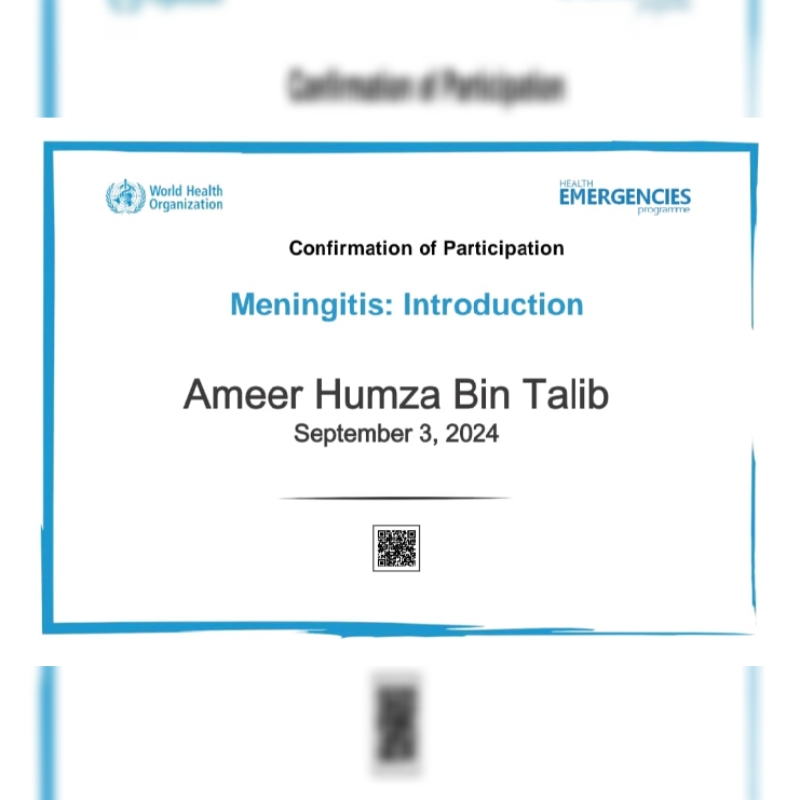 Confirmation of Participation
World Health
Organization
HEALTH
EMERGENCIES
programme
Confirmation of Participation
Meningitis: Introduction
Ameer Humza Bin Talib
September 3, 2024